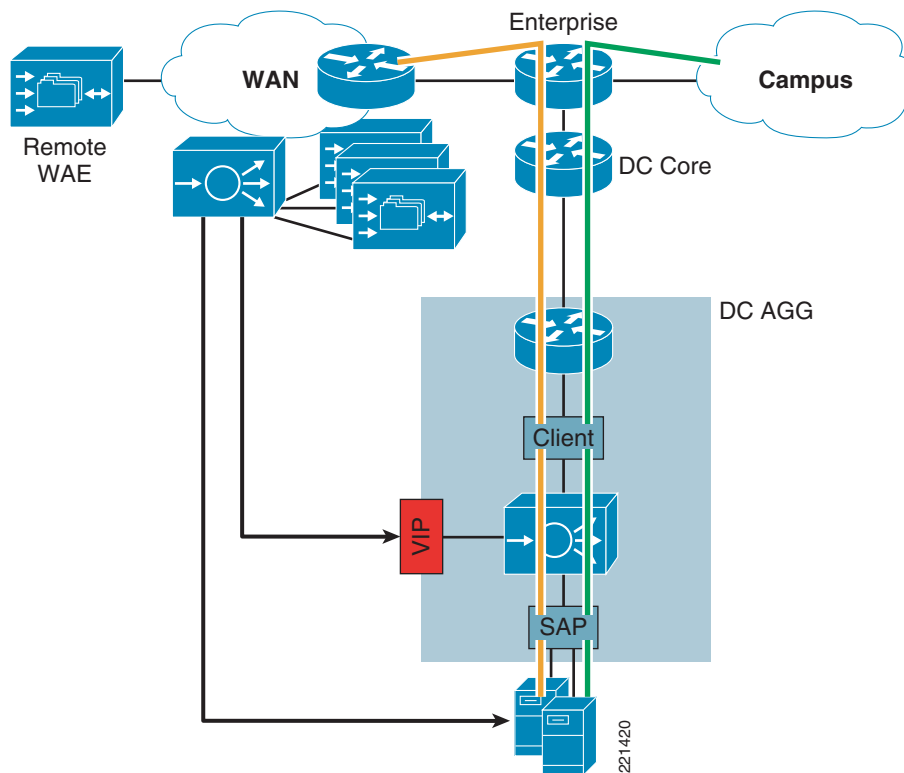 Enterprise
WAN
Campus
Remote
WAE
DC Core
DC AGG
Client
VIP
SAP
221420